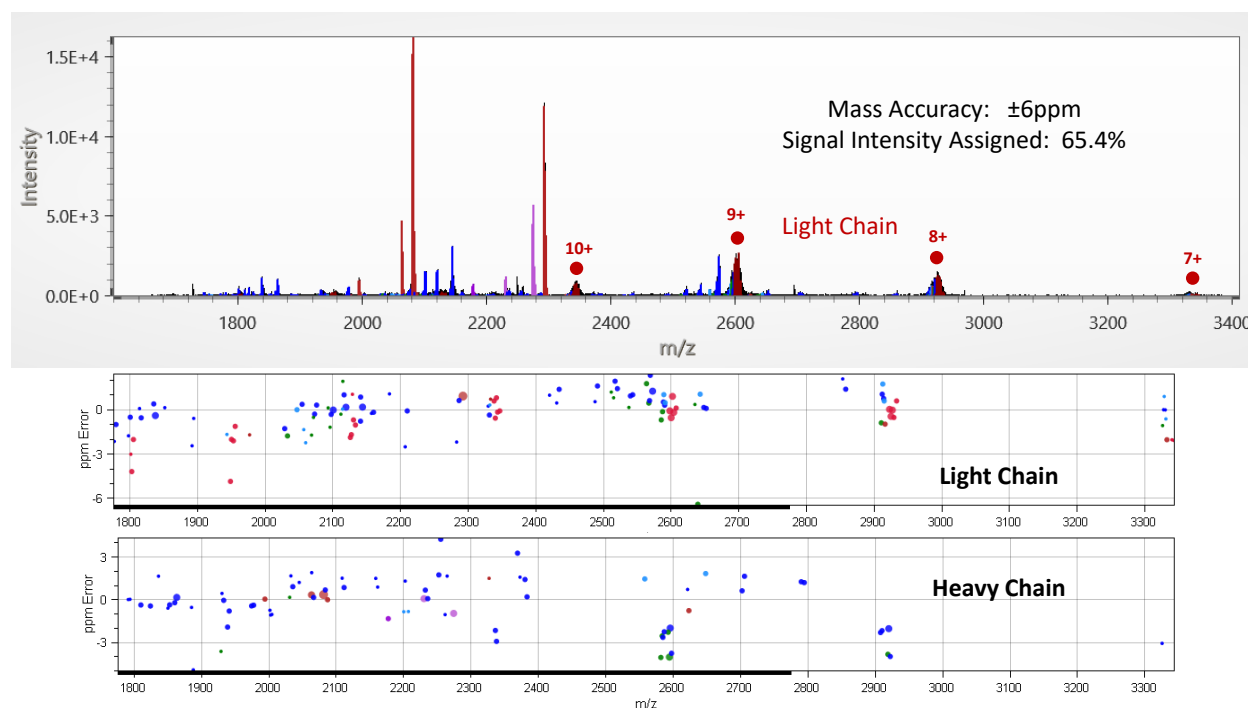 1.5E+4
1.0E+4
5.0E+3
0.0E+0
Intensity
Mass Accuracy: ±6ppm
Signal Intensity Assigned: 65.4%
Light Chain
10+
9+
8+
7+
1800 2000 2200 2400 2600 2800 3000 3200 3400
m/z
0
-3
-6
ppm Error
Light Chain
1800 1900 2000 2100 2200 2300 2400 2500 2600 2700 2800 2900 3000 3100 3200 3300
3
0
-3
ppm Error
Heavy Chain
1800 1900 2000 2100 2200 2300 2400 2500 2600 2700 2800 2900 3000 3100 3200 3300
m/z